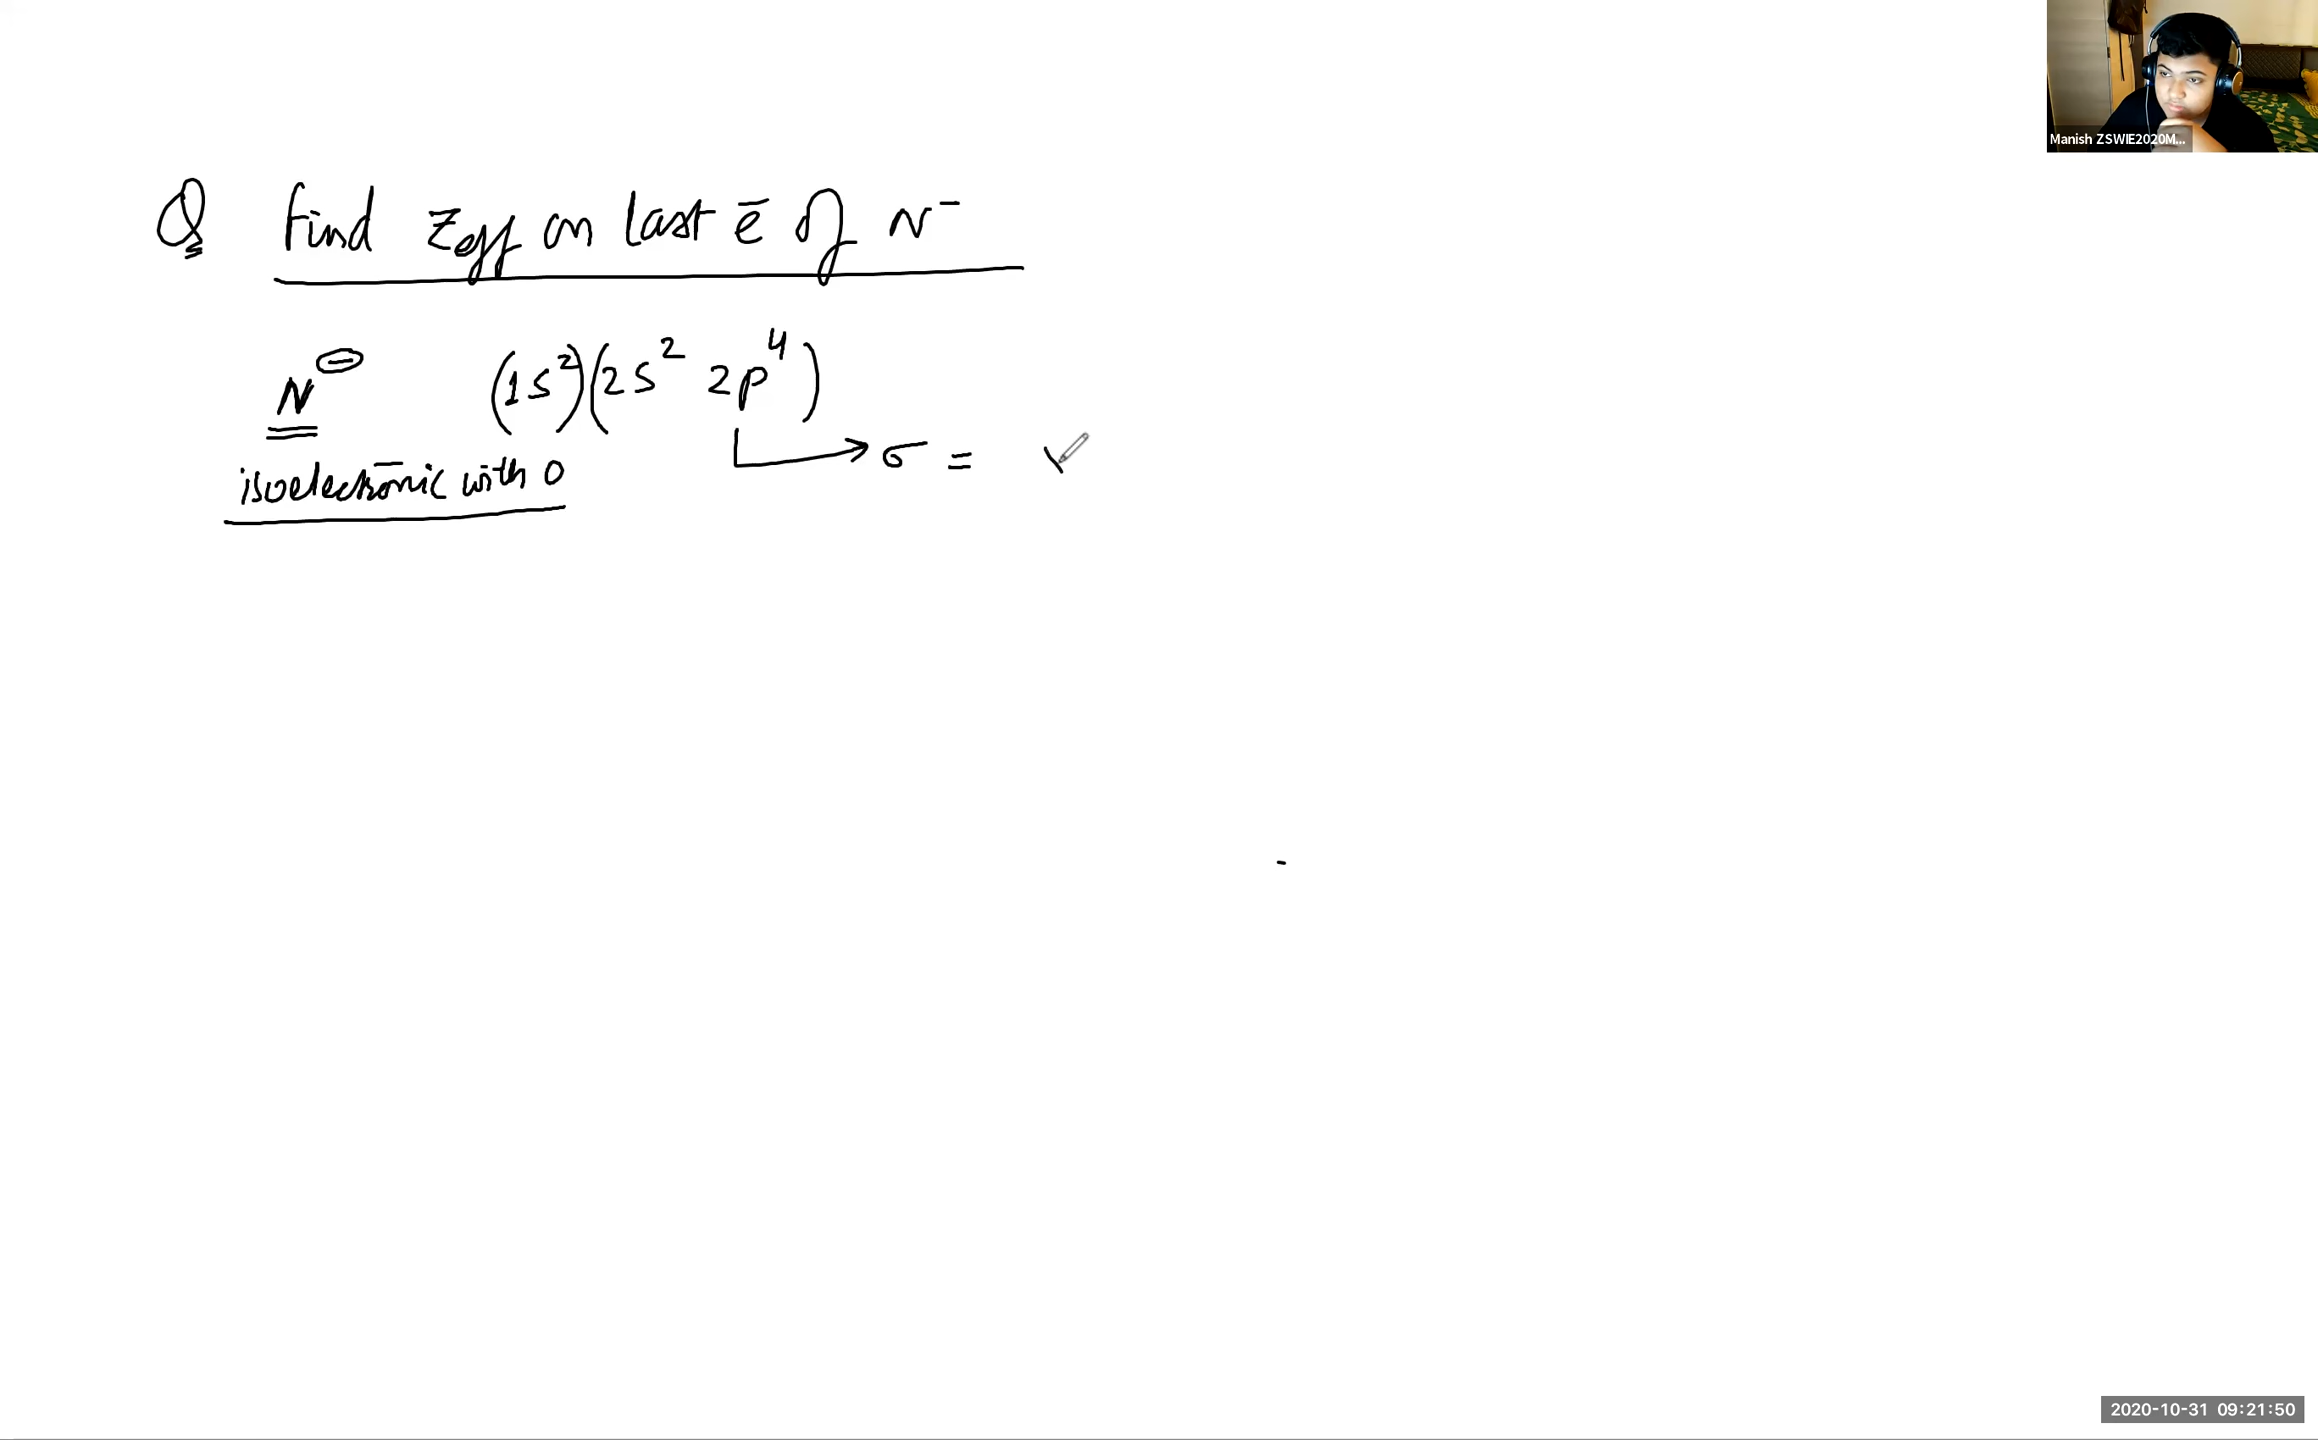 Manish ZSWIE2020M...
Q Find Zeff on last e̅ of N⁻
N⊖ (1s²)(2s² 2p⁴)
→ σ =
isoelectronic with O
2020-10-31 09:21:50